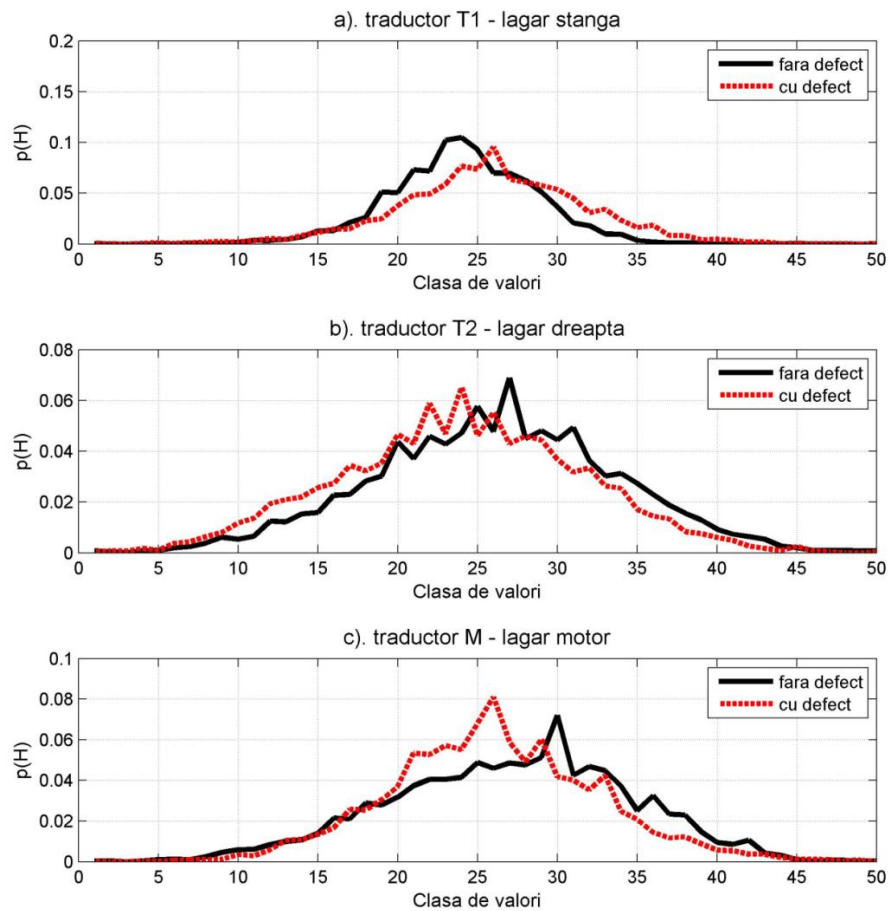 a). traductor T1 - lagar stanga
0.2
0.15
0.1
0.05
0
p(H)
fara defect
cu defect
0 5 10 15 20 25 30 35 40 45 50
Clasa de valori
b). traductor T2 - lagar dreapta
0.08
0.06
0.04
0.02
0
p(H)
fara defect
cu defect
0 5 10 15 20 25 30 35 40 45 50
Clasa de valori
c). traductor M - lagar motor
0.1
0.08
0.06
0.04
0.02
0
p(H)
fara defect
cu defect
0 5 10 15 20 25 30 35 40 45 50
Clasa de valori